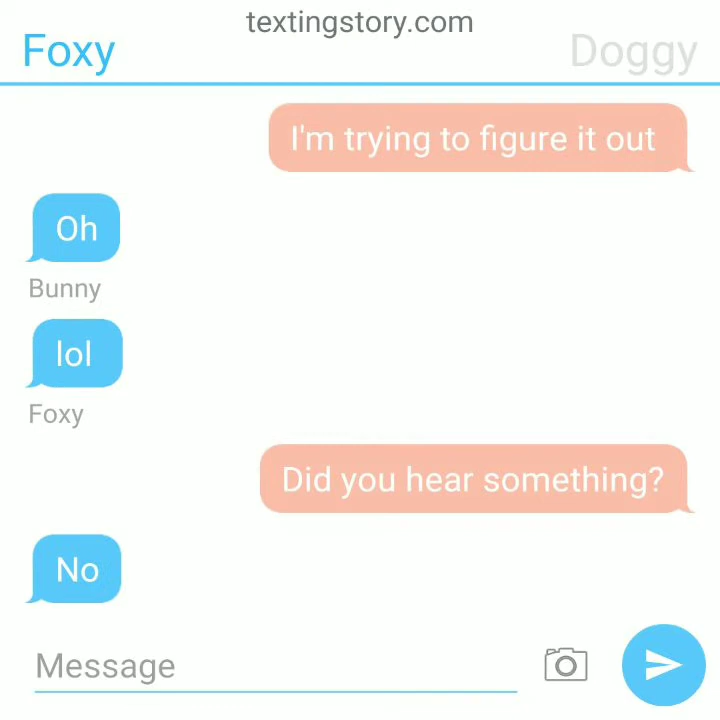 textingstory.com
Foxy
Doggy
I'm trying to figure it out
Oh
Bunny
lol
Foxy
Did you hear something?
No
Message